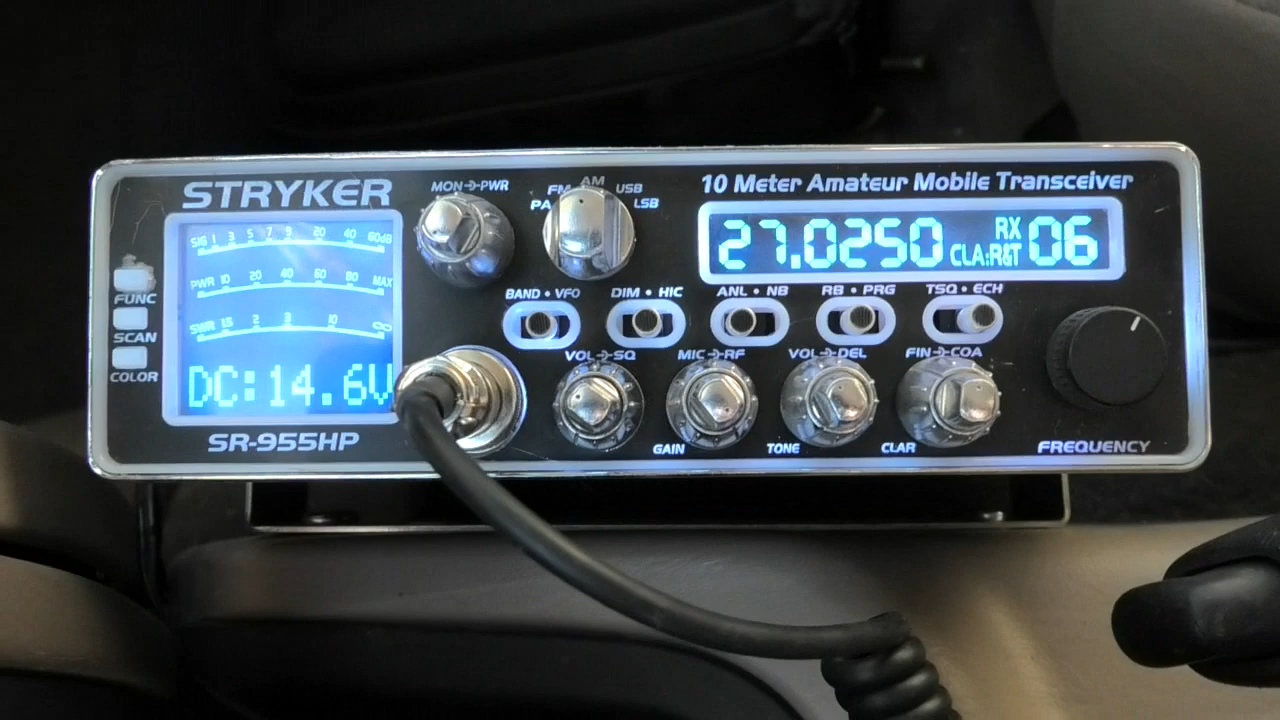 STRYKER
SIG 1 3 5 7 9 20 40 60dB
PWR 10 20 40 60 80 MAX
SWR 1.5 2 3 10 ∞
DC:14.6V
SR-955HP
FUNC
SCAN
COLOR
MON PWR
PA FM AM USB LSB
10 Meter Amateur Mobile Transceiver
27.0250 RX CLA:R&T 06
BAND • VFO
DIM • HIC
ANL • NB
RB • PRG
TSQ • ECH
VOL SQ
MIC RF
VOL DEL
FIN COA
GAIN
TONE
CLAR
FREQUENCY